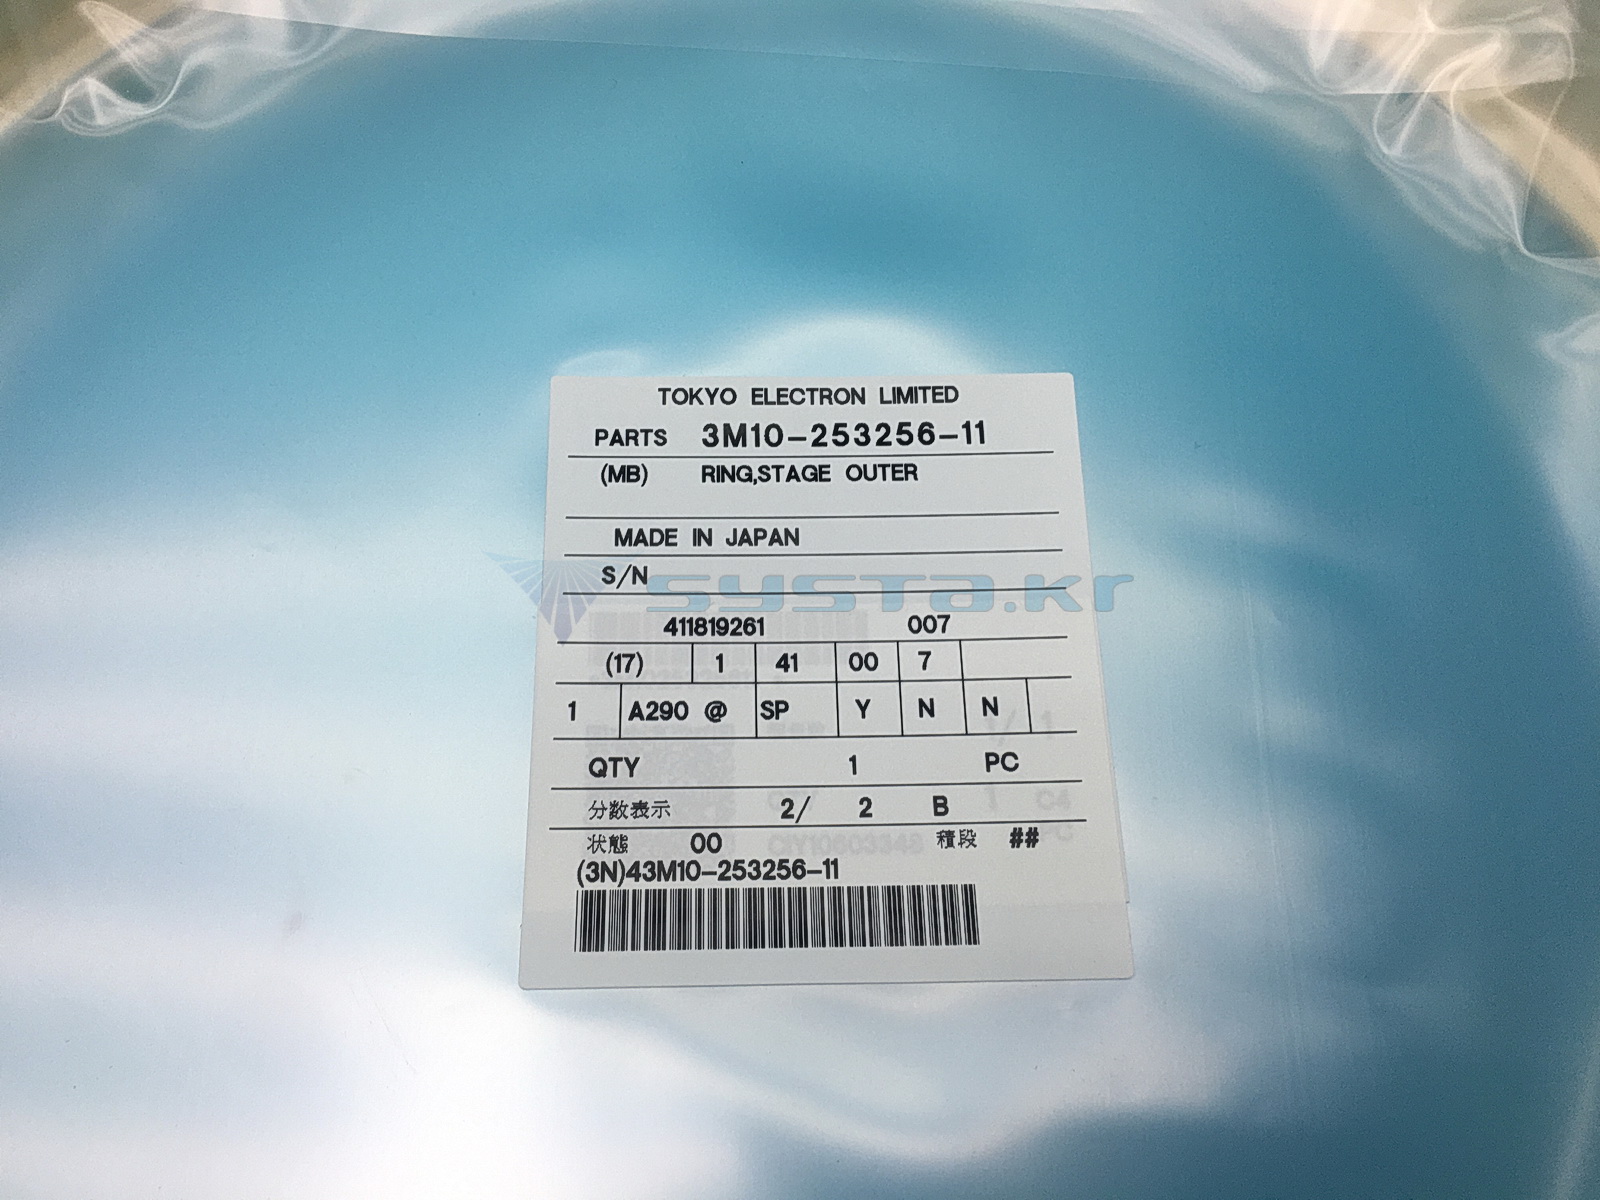 TOKYO ELECTRON LIMITED
PARTS 3M10-253256-11
(MB) RING,STAGE OUTER
MADE IN JAPAN
S/N
systa.kr
411819261 007
(17) 1 41 00 7
1 A290 @ SP Y N N
QTY 1 PC
分数表示 2/ 2 B
状態 00 積段 ##
(3N)43M10-253256-11